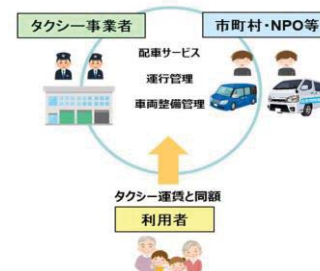 タクシー事業者
市町村・NPO等
配車サービス
運行管理
車両整備管理
タクシー運賃と同額
利用者